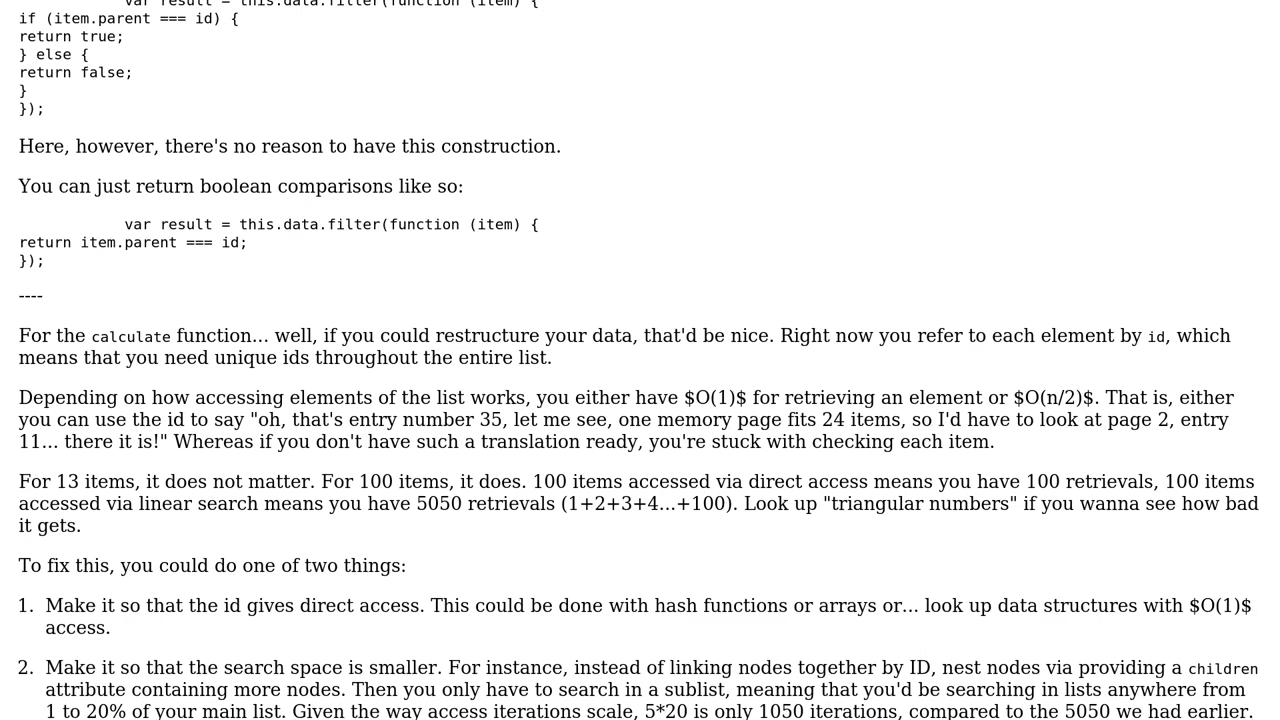 var result = this.data.filter(function (item) {
if (item.parent === id) {
return true;
} else {
return false;
}
});
Here, however, there's no reason to have this construction.
You can just return boolean comparisons like so:
var result = this.data.filter(function (item) {
return item.parent === id;
});
----
For the calculate function... well, if you could restructure your data, that'd be nice. Right now you refer to each element by id, which
means that you need unique ids throughout the entire list.
Depending on how accessing elements of the list works, you either have $O(1)$ for retrieving an element or $O(n/2)$. That is, either
you can use the id to say "oh, that's entry number 35, let me see, one memory page fits 24 items, so I'd have to look at page 2, entry
11... there it is!" Whereas if you don't have such a translation ready, you're stuck with checking each item.
For 13 items, it does not matter. For 100 items, it does. 100 items accessed via direct access means you have 100 retrievals, 100 items
accessed via linear search means you have 5050 retrievals (1+2+3+4...+100). Look up "triangular numbers" if you wanna see how bad
it gets.
To fix this, you could do one of two things:
1. Make it so that the id gives direct access. This could be done with hash functions or arrays or... look up data structures with $O(1)$
access.
2. Make it so that the search space is smaller. For instance, instead of linking nodes together by ID, nest nodes via providing a children
attribute containing more nodes. Then you only have to search in a sublist, meaning that you'd be searching in lists anywhere from
1 to 20% of your main list. Given the way access iterations scale, 5*20 is only 1050 iterations, compared to the 5050 we had earlier.